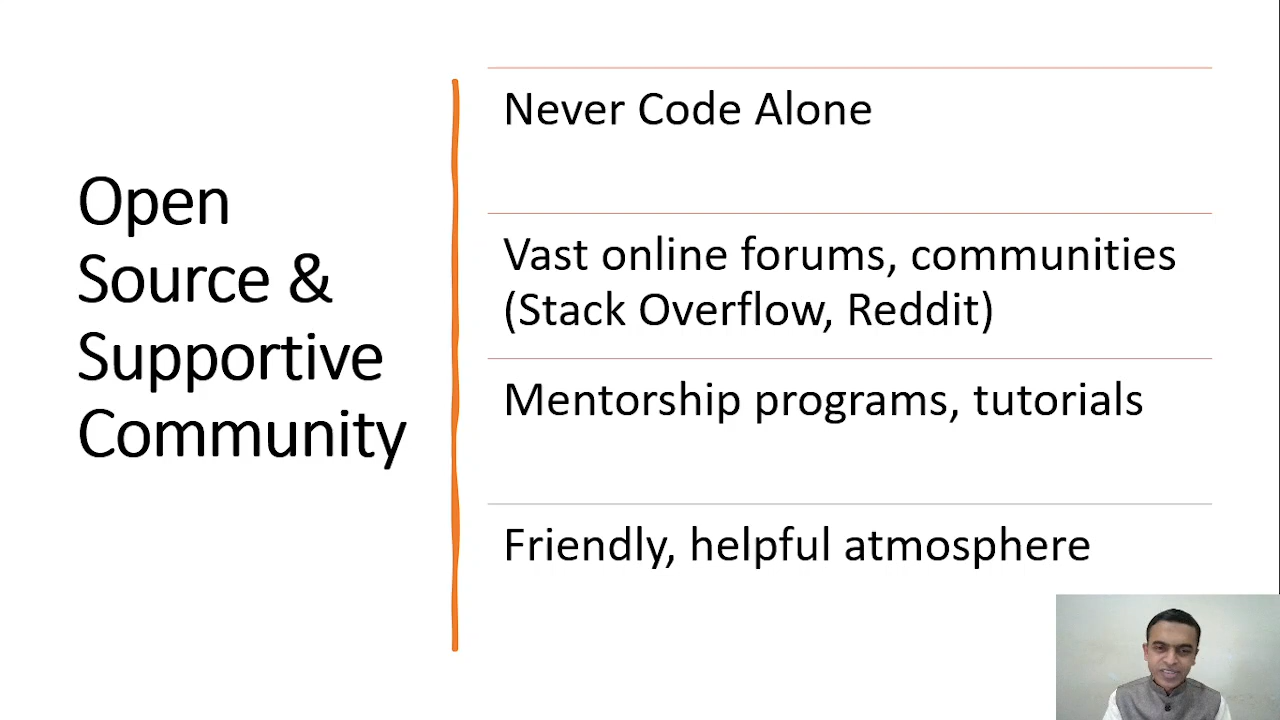 Open
Source &
Supportive
Community
Never Code Alone
Vast online forums, communities
(Stack Overflow, Reddit)
Mentorship programs, tutorials
Friendly, helpful atmosphere